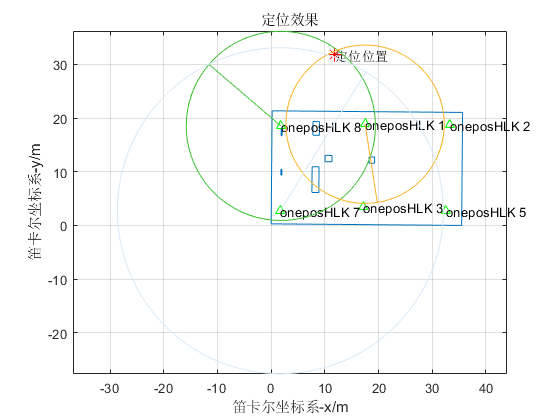 定位效果
定位位置
oneposHLK 8
oneposHLK 1
oneposHLK 2
oneposHLK 7
oneposHLK 3
oneposHLK 5
30
20
10
0
-10
-20
-30
-20
-10
0
10
20
30
40
笛卡尔坐标系-y/m
笛卡尔坐标系-x/m